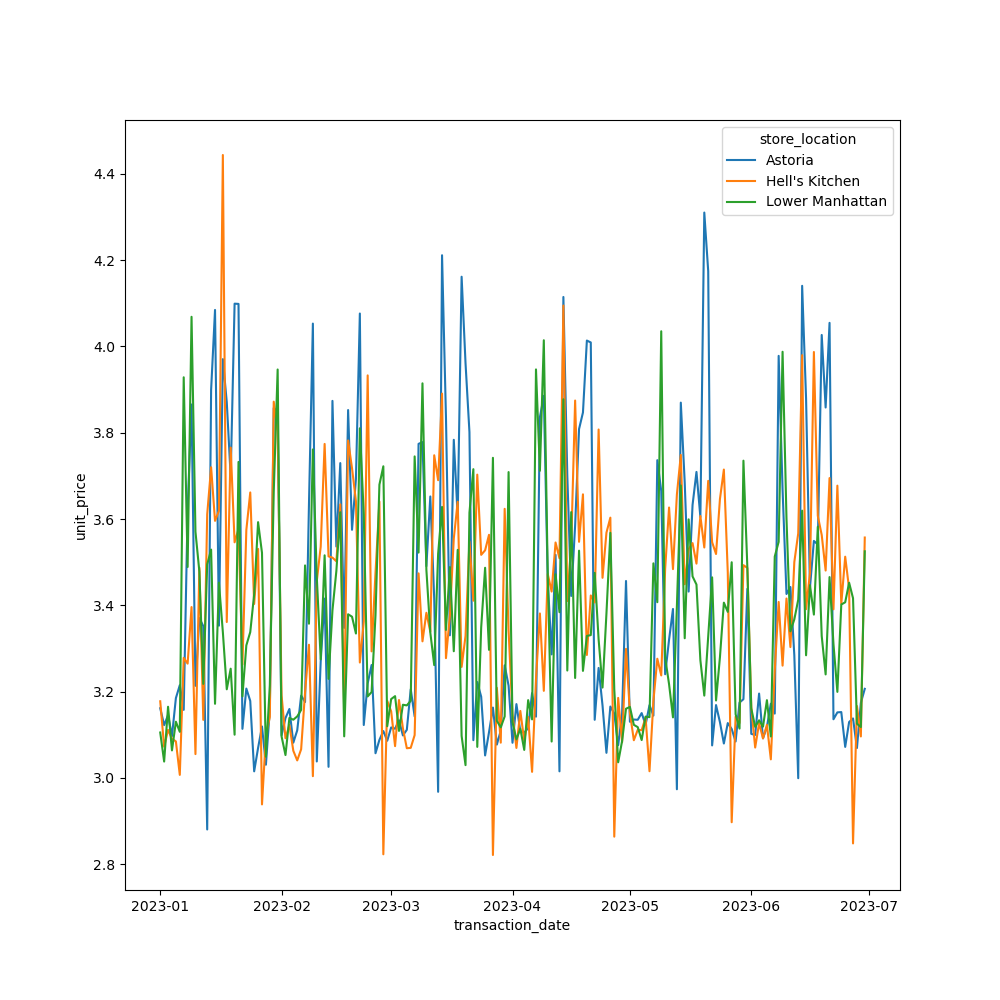 store_location
Astoria
Hell's Kitchen
Lower Manhattan
4.4
4.2
4.0
3.8
3.6
3.4
3.2
3.0
2.8
unit_price
2023-01 2023-02 2023-03 2023-04 2023-05 2023-06 2023-07
transaction_date